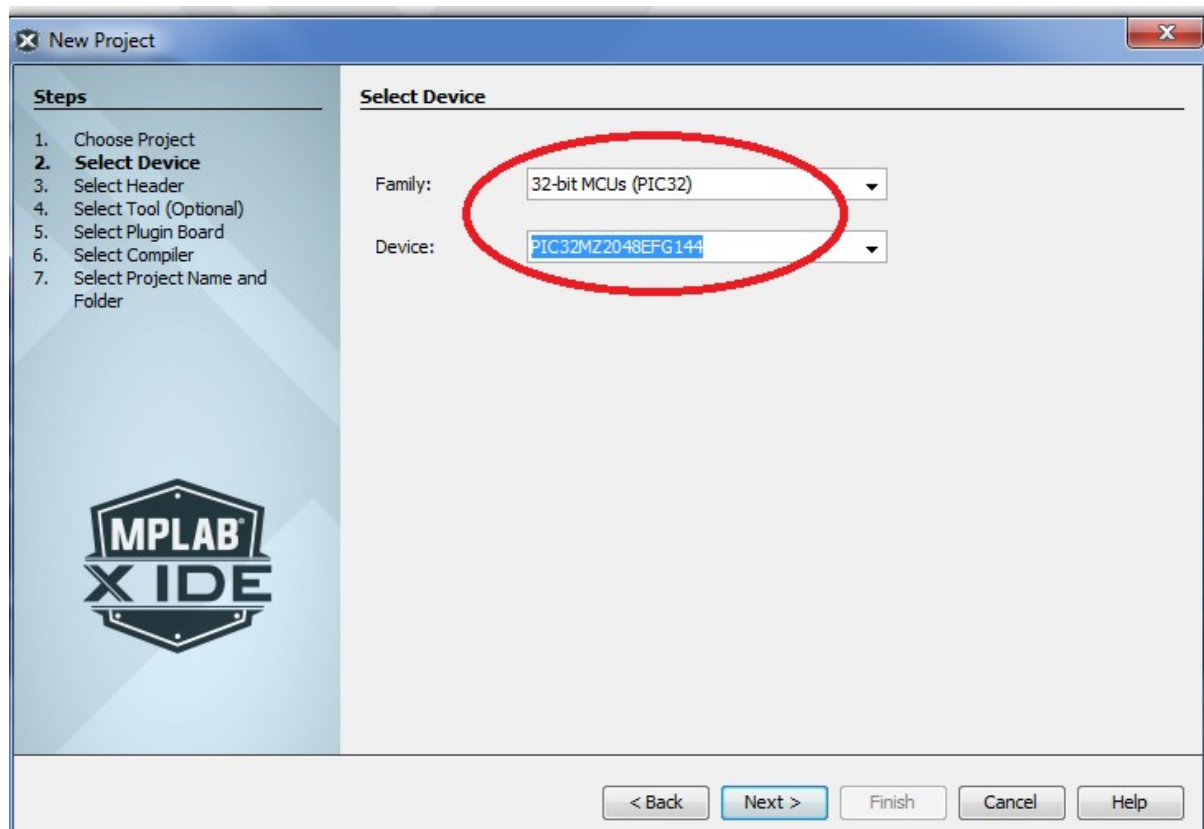 New Project
Steps
1. Choose Project
2. Select Device
3. Select Header
4. Select Tool (Optional)
5. Select Plugin Board
6. Select Compiler
7. Select Project Name and
Folder
MPLAB®
X IDE
Select Device
Family: 32-bit MCUs (PIC32)
Device: PIC32MZ2048EFG144
< Back Next > Finish Cancel Help